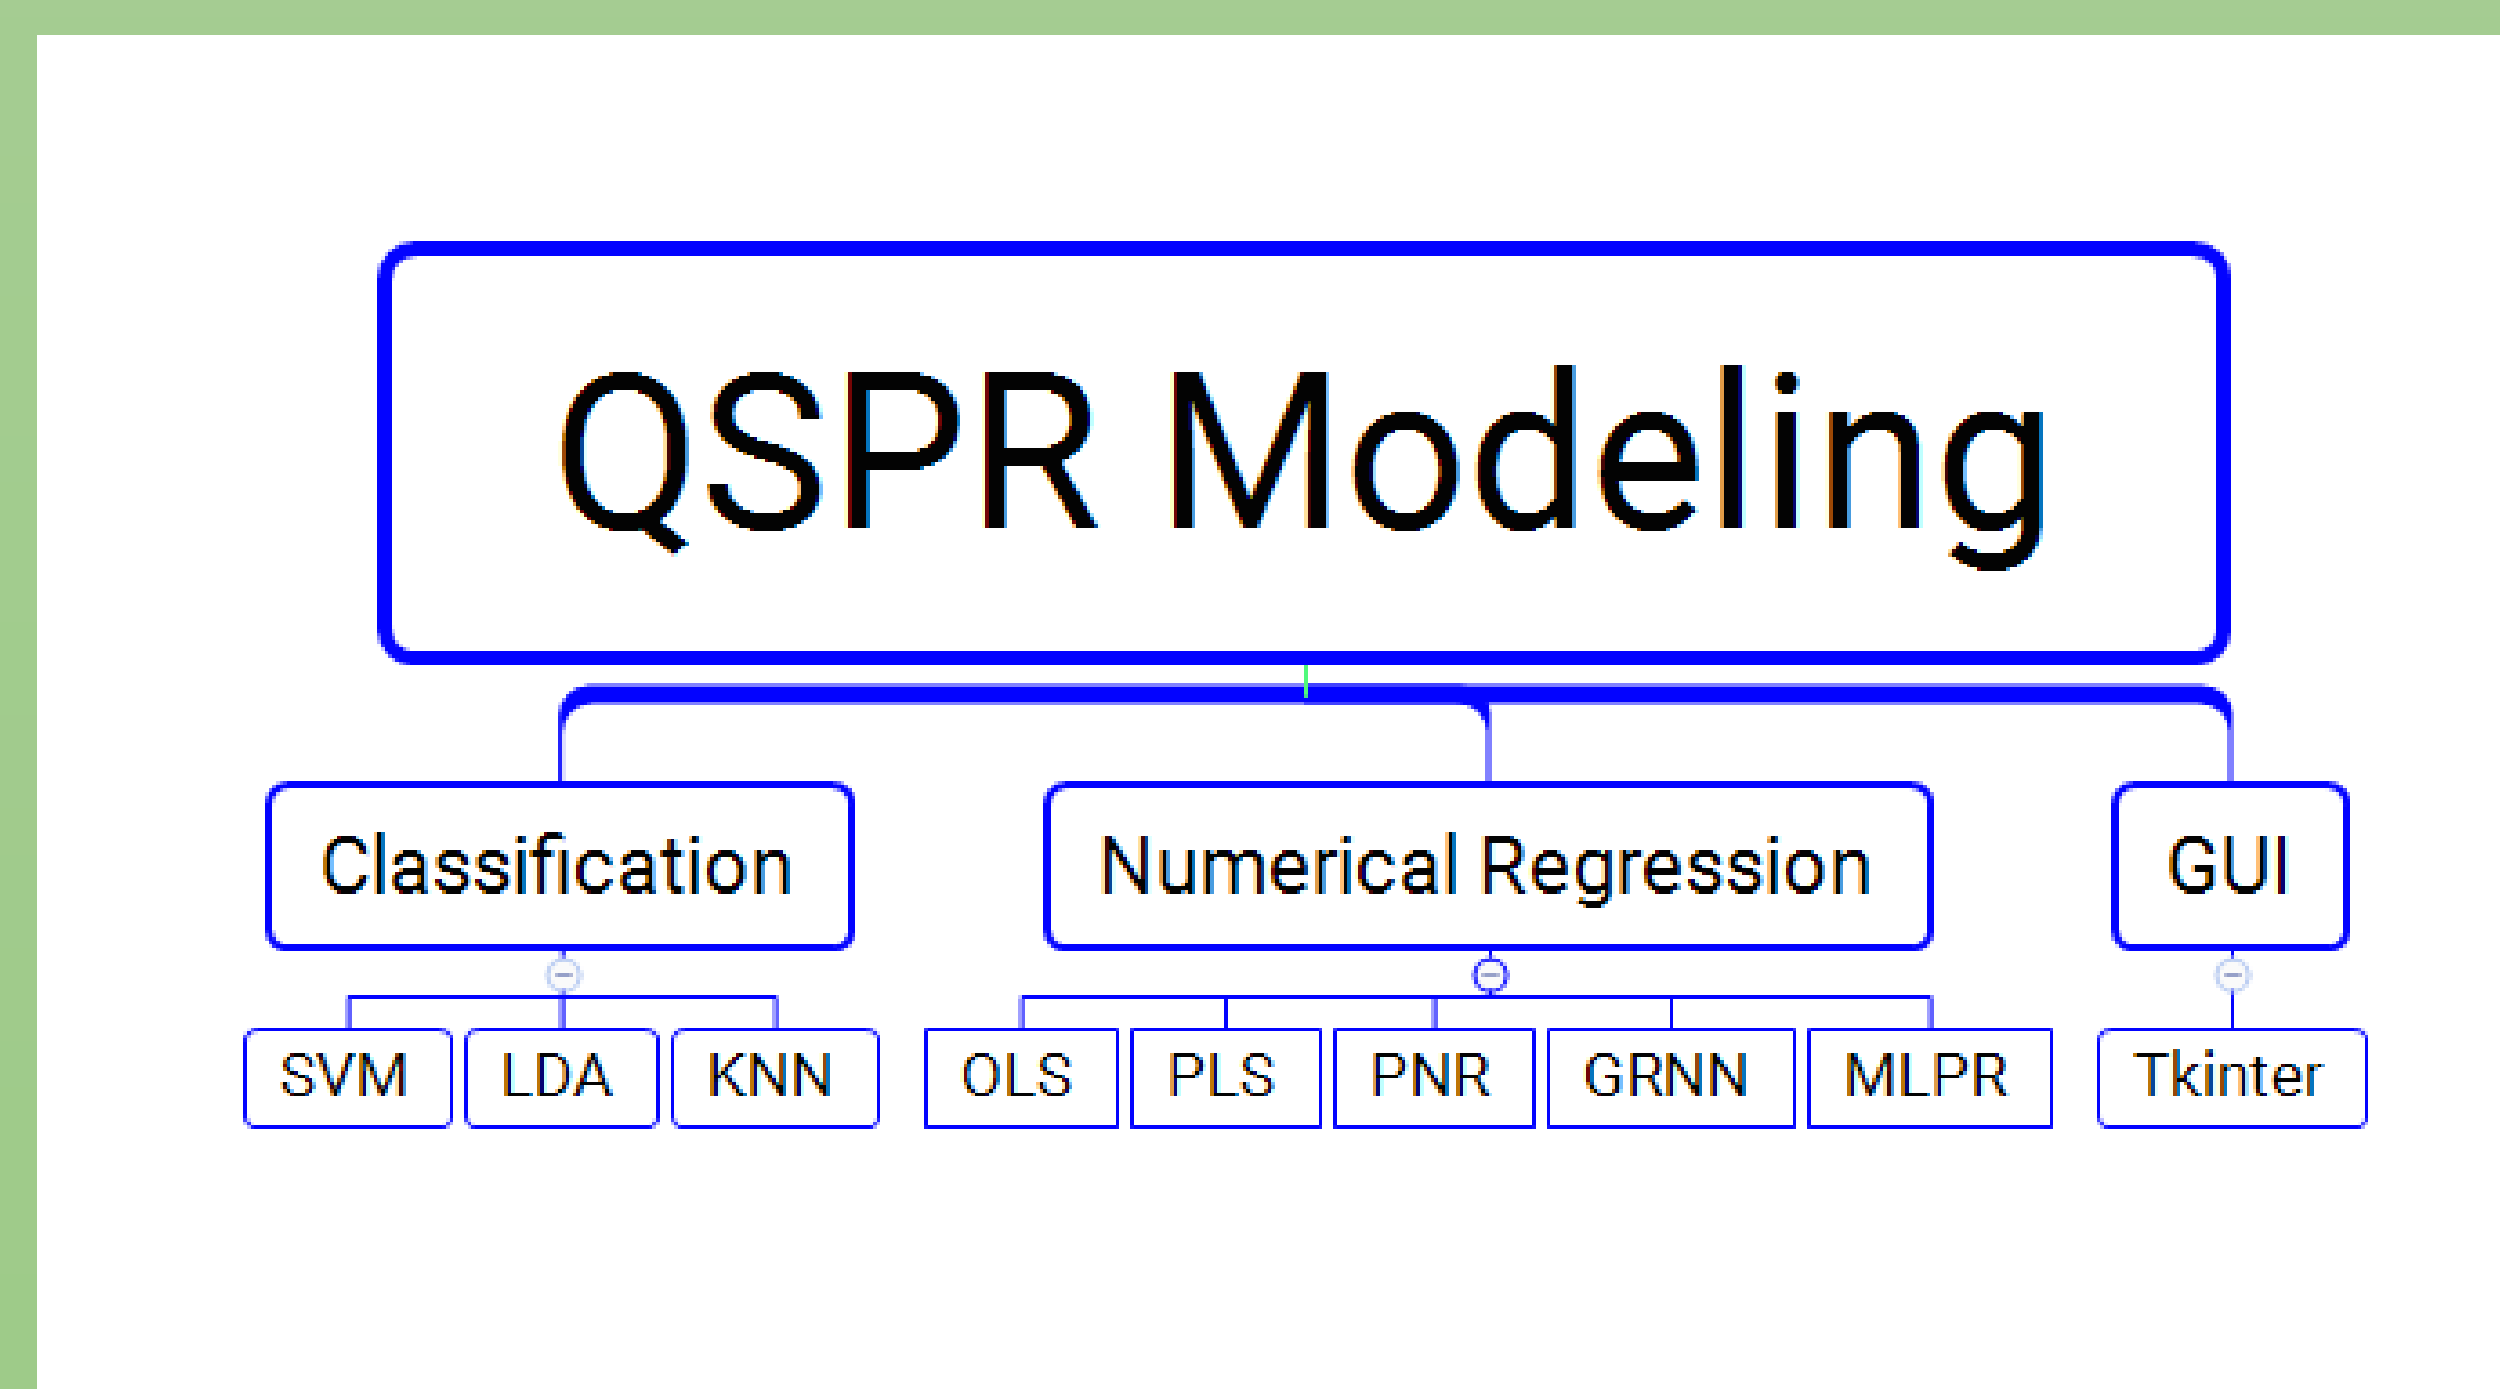 QSPR Modeling
Classification Numerical Regression GUI
SVM LDA KNN OLS PLS PNR GRNN MLPR Tkinter